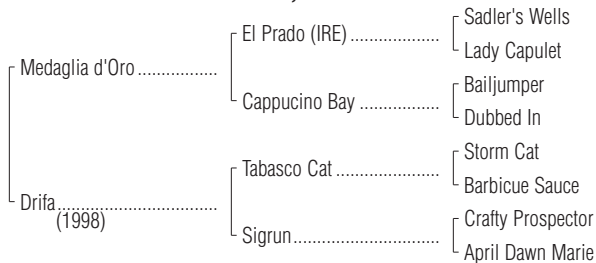 Sadler's Wells
El Prado (IRE) ...................
Lady Capulet
Medaglia d'Oro .................
Bailjumper
Cappucino Bay .................
Dubbed In
Storm Cat
Tabasco Cat ......................
Barbicue Sauce
Drifa..................................
(1998)
Crafty Prospector
Sigrun...............................
April Dawn Marie